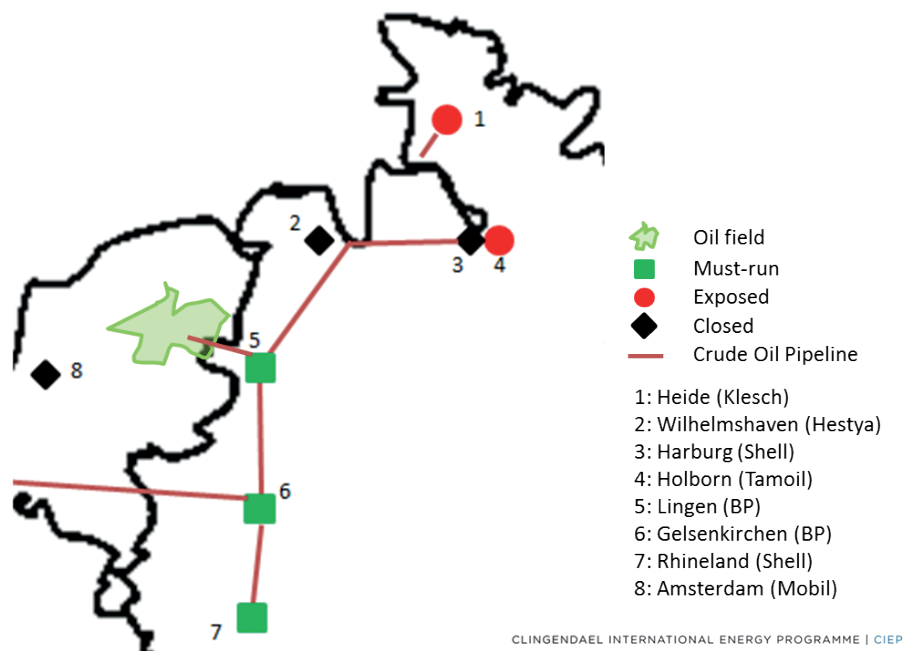 1
2
3
4
5
8
6
7
Oil field
Must-run
Exposed
Closed
Crude Oil Pipeline
1: Heide (Klesch)
2: Wilhelmshaven (Hestya)
3: Harburg (Shell)
4: Holborn (Tamoil)
5: Lingen (BP)
6: Gelsenkirchen (BP)
7: Rhineland (Shell)
8: Amsterdam (Mobil)
CLINGENDAEL INTERNATIONAL ENERGY PROGRAMME | CIEP